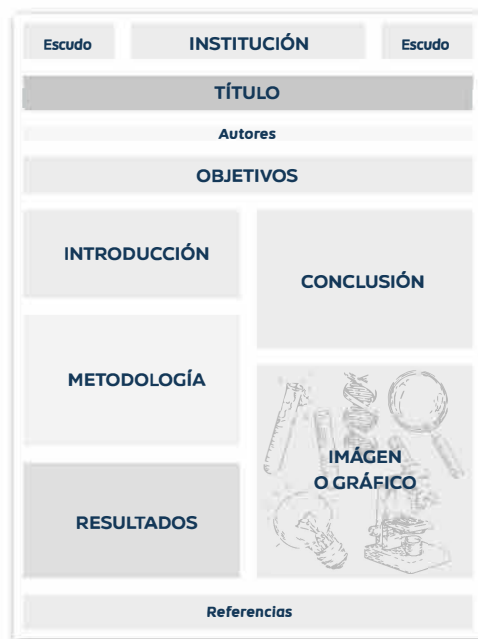 Escudo
INSTITUCIÓN
Escudo
TÍTULO
Autores
OBJETIVOS
INTRODUCCIÓN
CONCLUSIÓN
METODOLOGÍA
IMÁGEN
O GRÁFICO
RESULTADOS
Referencias